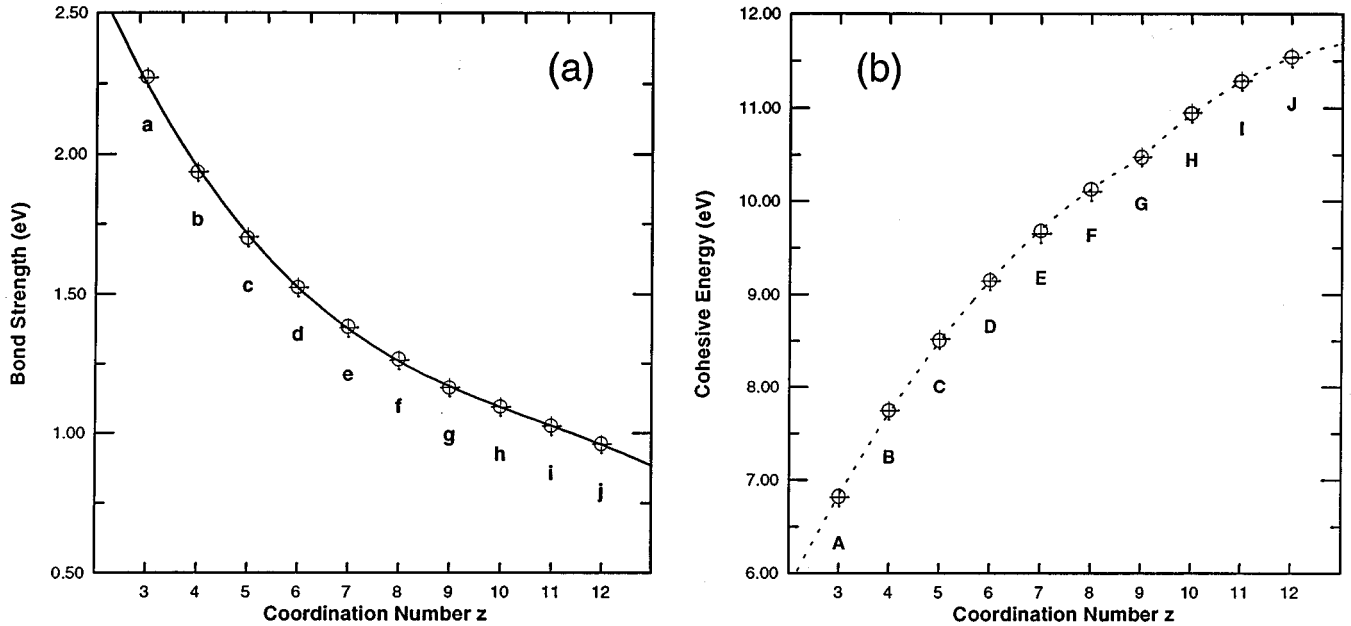 (a)
Bond Strength (eV)
2.50
2.00
1.50
1.00
0.50
a
b
c
d
e
f
g
h
i
j
3 4 5 6 7 8 9 10 11 12
Coordination Number z
(b)
Cohesive Energy (eV)
12.00
11.00
10.00
9.00
8.00
7.00
6.00
A
B
C
D
E
F
G
H
I
J
3 4 5 6 7 8 9 10 11 12
Coordination Number z